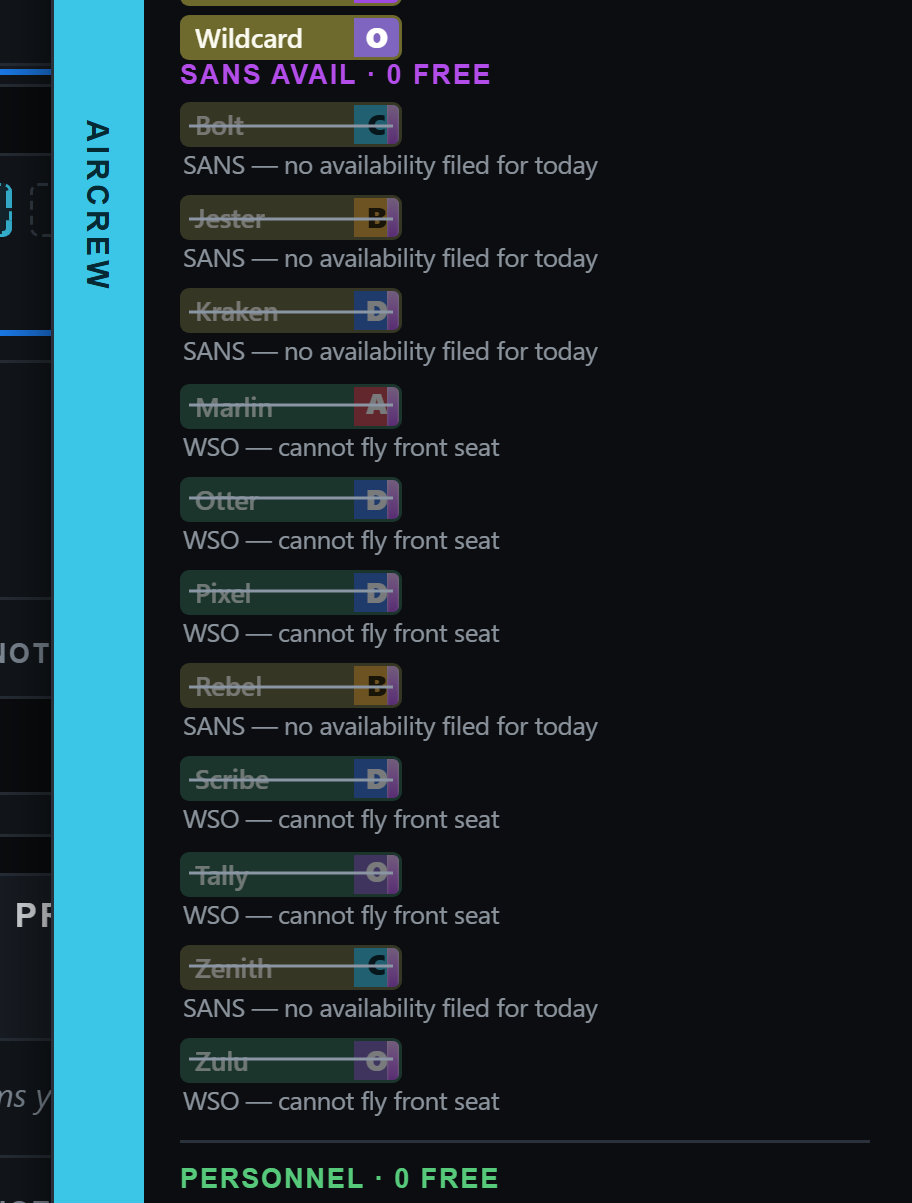 Wildcard O
SANS AVAIL · 0 FREE
Bolt C
SANS — no availability filed for today
Jester B
SANS — no availability filed for today
Kraken D
SANS — no availability filed for today
Marlin A
WSO — cannot fly front seat
Otter D
WSO — cannot fly front seat
Pixel D
WSO — cannot fly front seat
Rebel B
SANS — no availability filed for today
Scribe D
WSO — cannot fly front seat
Tally O
WSO — cannot fly front seat
Zenith C
SANS — no availability filed for today
Zulu O
WSO — cannot fly front seat
PERSONNEL · 0 FREE
AIRCREW
NOT
PR
ms y